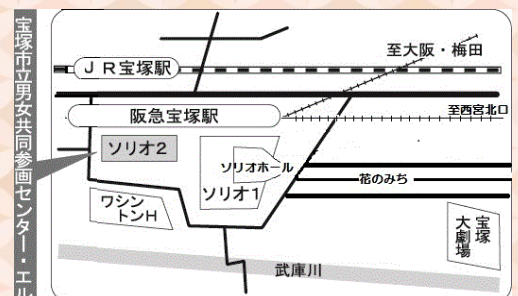 宝塚市立男女共同参画センター・エル
JR宝塚駅
至大阪・梅田
阪急宝塚駅
至西宮北口
ソリオ2
ソリオホール
ソリオ1
花のみち
ワシン
トンH
宝塚
大劇場
武庫川